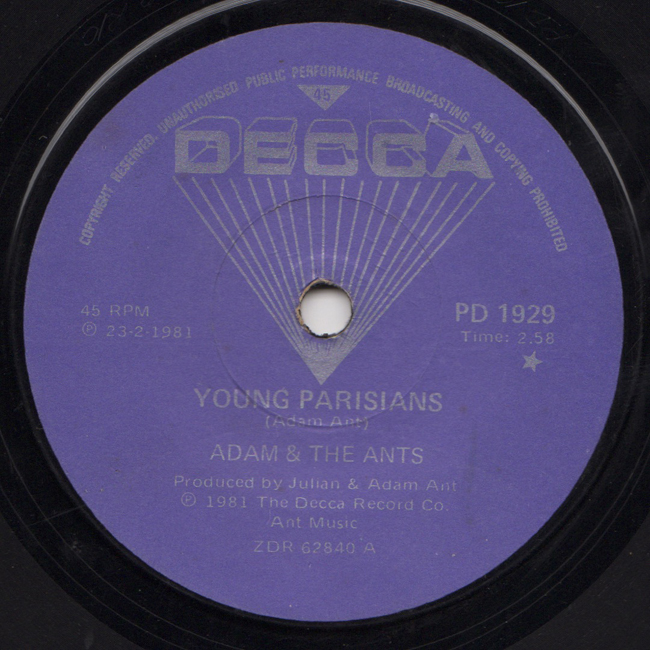 COPYRIGHT RESERVED. UNAUTHORISED PUBLIC PERFORMANCE BROADCASTING AND COPYING PROHIBITED
45
DECCA
45 RPM
℗ 23-2-1981
PD 1929
Time: 2.58
YOUNG PARISIANS
(Adam Ant)
ADAM & THE ANTS
Produced by Julian & Adam Ant
℗ 1981 The Decca Record Co.
Ant Music
ZDR 62840 A